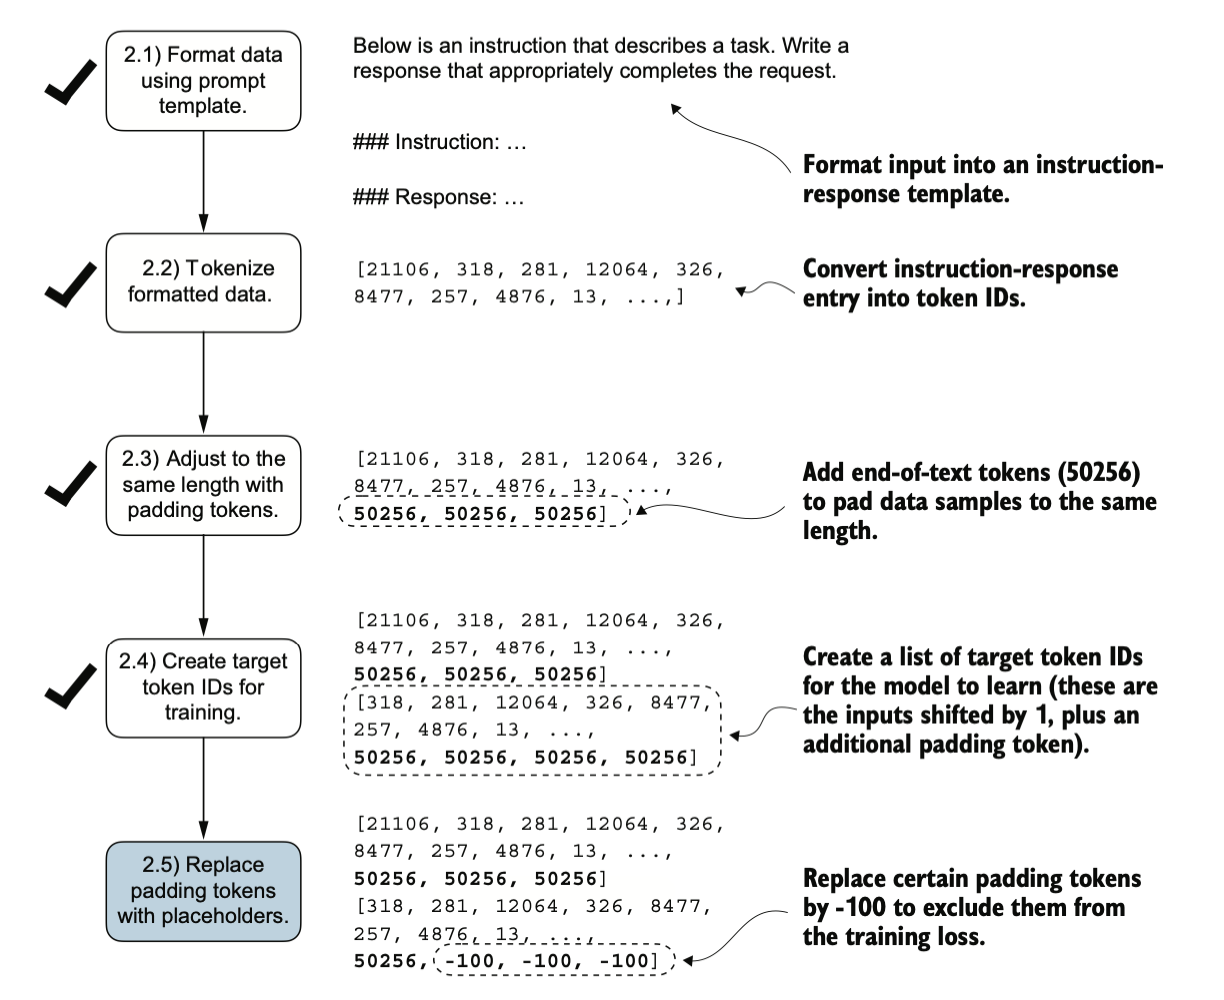 2.1) Format data
using prompt
template.
Below is an instruction that describes a task. Write a
response that appropriately completes the request.
### Instruction: …
### Response: …
Format input into an instruction-
response template.
2.2) Tokenize
formatted data.
[21106, 318, 281, 12064, 326,
8477, 257, 4876, 13, ...,]
Convert instruction-response
entry into token IDs.
2.3) Adjust to the
same length with
padding tokens.
[21106, 318, 281, 12064, 326,
8477, 257, 4876, 13, ...,
50256, 50256, 50256]
Add end-of-text tokens (50256)
to pad data samples to the same
length.
2.4) Create target
token IDs for
training.
[21106, 318, 281, 12064, 326,
8477, 257, 4876, 13, ...,
50256, 50256, 50256]
[318, 281, 12064, 326, 8477,
257, 4876, 13, ...,
50256, 50256, 50256, 50256]
Create a list of target token IDs
for the model to learn (these are
the inputs shifted by 1, plus an
additional padding token).
2.5) Replace
padding tokens
with placeholders.
[21106, 318, 281, 12064, 326,
8477, 257, 4876, 13, ...,
50256, 50256, 50256]
[318, 281, 12064, 326, 8477,
257, 4876, 13, ...,
50256, -100, -100, -100]
Replace certain padding tokens
by -100 to exclude them from
the training loss.